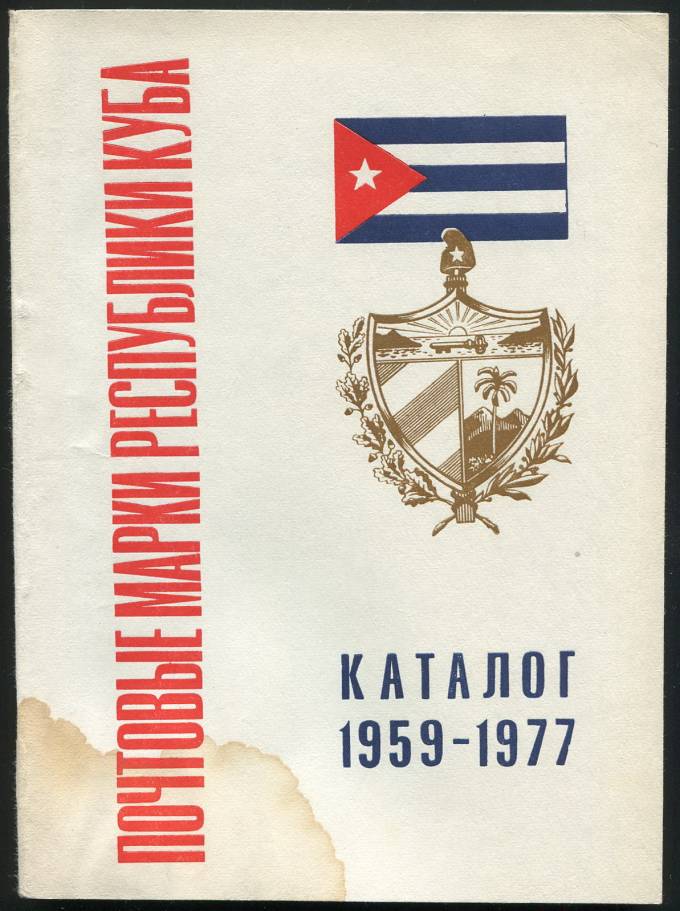 ПОЧТОВЫЕ МАРКИ РЕСПУБЛИКИ КУБА
КАТАЛОГ
1959-1977